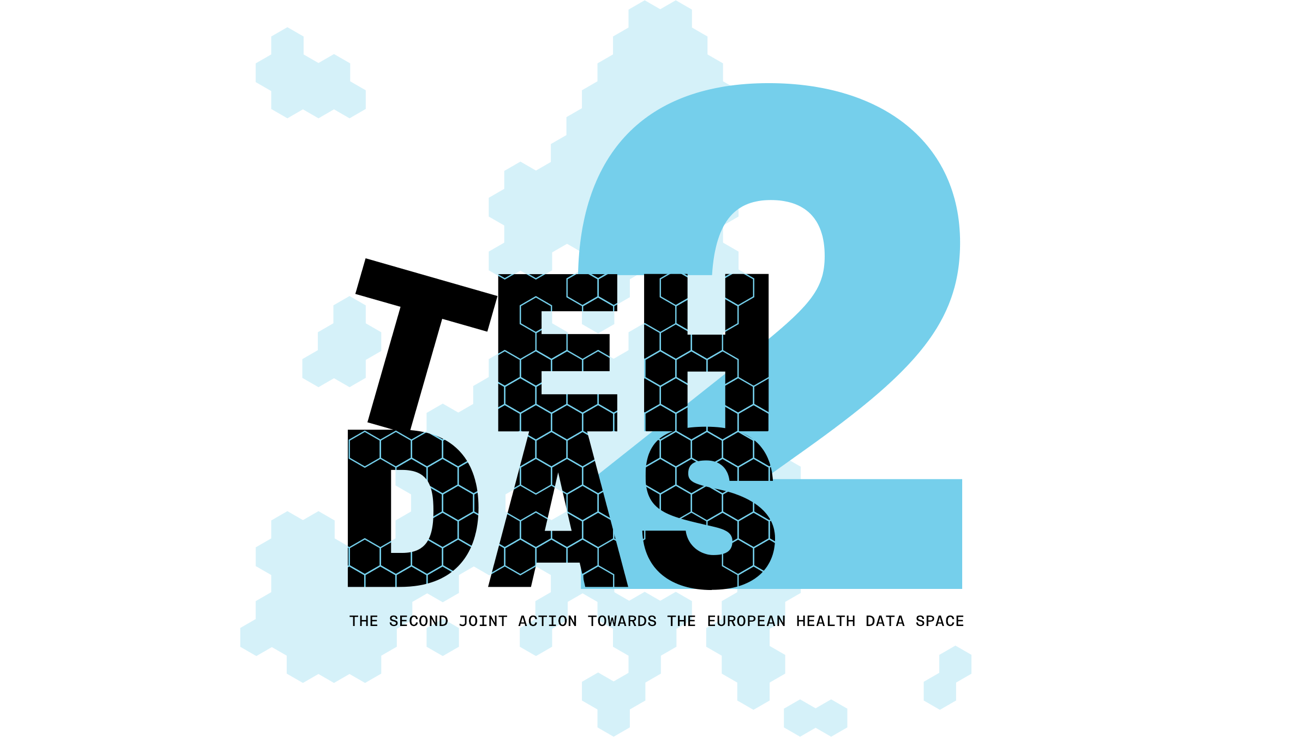 TEH
DAS
2
THE SECOND JOINT ACTION TOWARDS THE EUROPEAN HEALTH DATA SPACE